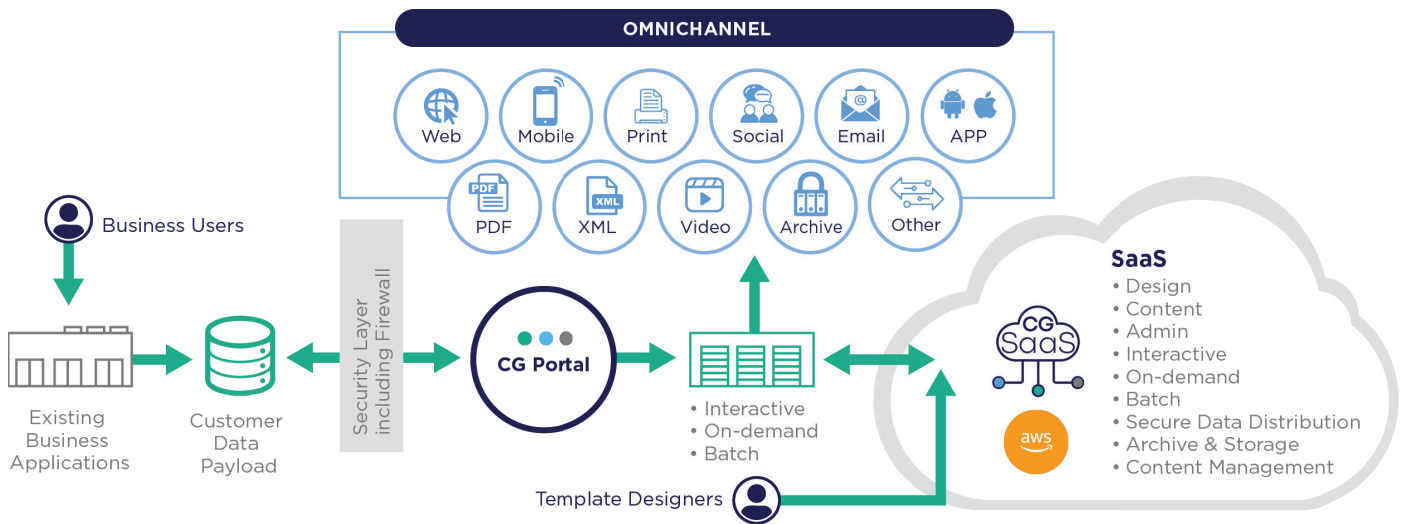 OMNICHANNEL
Web
Mobile
Print
Social
@
Email
APP
PDF
PDF
XML
XML
Video
Archive
Other
Business Users
Existing
Business
Applications
Customer
Data
Payload
Security Layer
including Firewall
CG Portal
• Interactive
• On-demand
• Batch
Template Designers
CG
SaaS
aws
SaaS
• Design
• Content
• Admin
• Interactive
• On-demand
• Batch
• Secure Data Distribution
• Archive & Storage
• Content Management